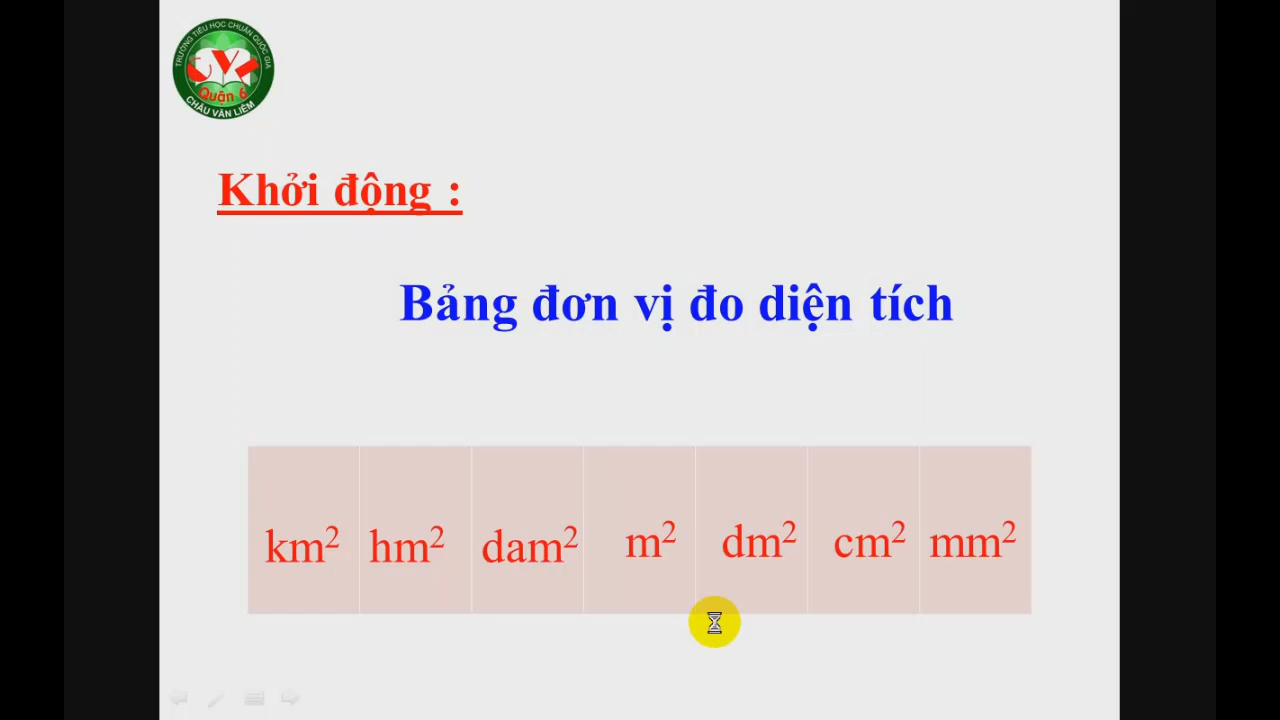 TRƯỜNG TIỂU HỌC CHUẨN QUỐC GIA
CVL
Quận 6
CHÂU VĂN LIÊM
Khởi động :
Bảng đơn vị đo diện tích
km² hm² dam² m² dm² cm² mm²